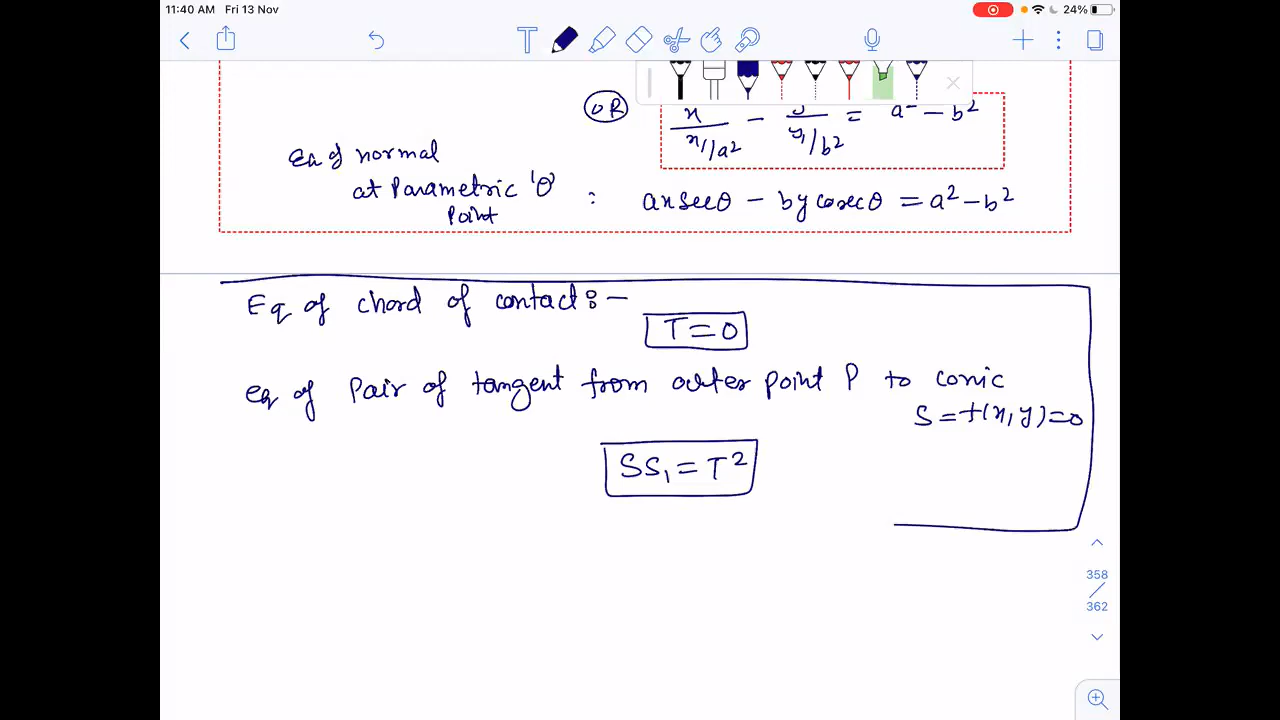 11:40 AM Fri 13 Nov 24%
OR x/x₁/a² - y/y₁/b² = a² - b²
Eq of normal
at Parametric 'θ'
Point : ax secθ - by cosecθ = a² - b²
Eq of chord of contact :-
T = 0
eq of Pair of tangent from outer point P to conic
S = f(x, y) = 0
SS₁ = T²
358
/
362